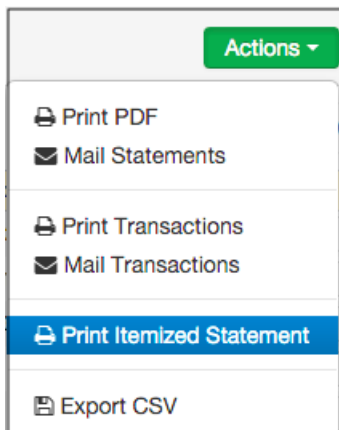 Actions
Print PDF
Mail Statements
Print Transactions
Mail Transactions
Print Itemized Statement
Export CSV